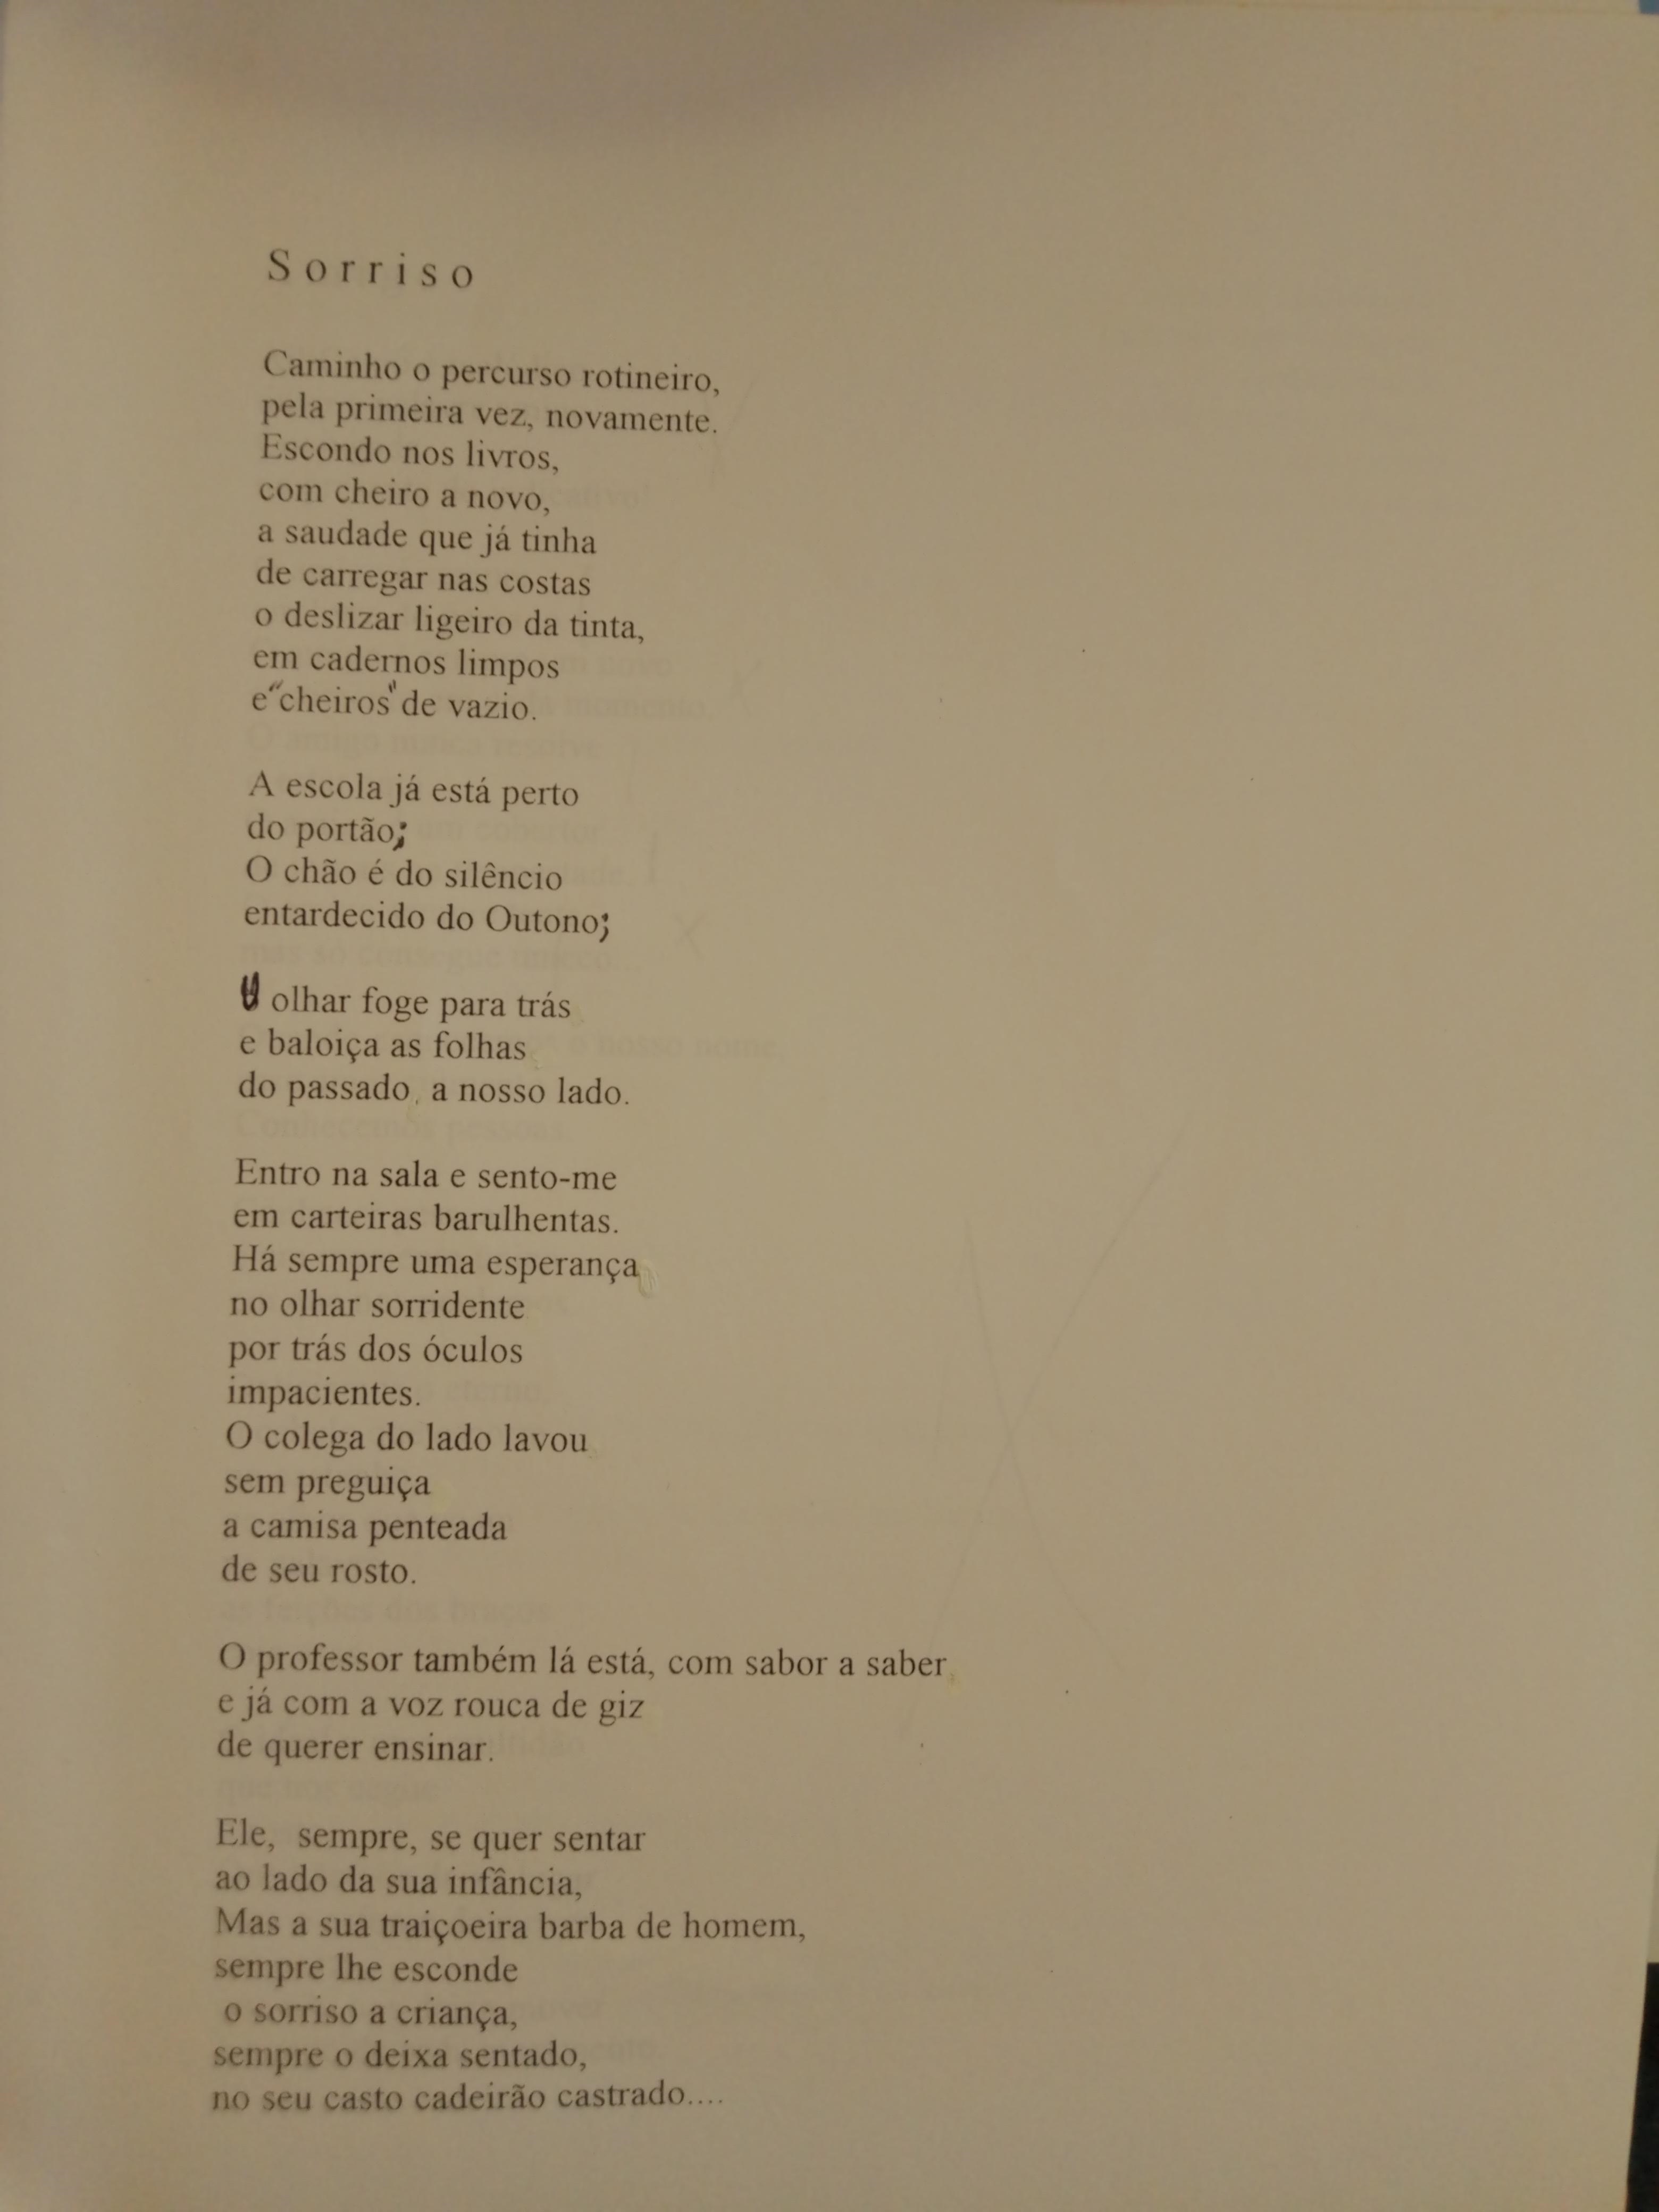 Sorriso
Caminho o percurso rotineiro,
pela primeira vez, novamente.
Escondo nos livros,
com cheiro a novo,
a saudade que já tinha
de carregar nas costas
o deslizar ligeiro da tinta,
em cadernos limpos
e "cheiros" de vazio.
A escola já está perto
do portão;
O chão é do silêncio
entardecido do Outono;
olhar foge para trás
e baloiça as folhas
do passado, a nosso lado.
Entro na sala e sento-me
em carteiras barulhentas.
Há sempre uma esperança
no olhar sorridente
por trás dos óculos
impacientes.
O colega do lado lavou
sem preguiça
a camisa penteada
de seu rosto.
O professor também lá está, com sabor a saber
e já com a voz rouca de giz
de querer ensinar.
Ele, sempre, se quer sentar
ao lado da sua infância,
Mas a sua traiçoeira barba de homem,
sempre lhe esconde
o sorriso a criança,
sempre o deixa sentado,
no seu casto cadeirão castrado....